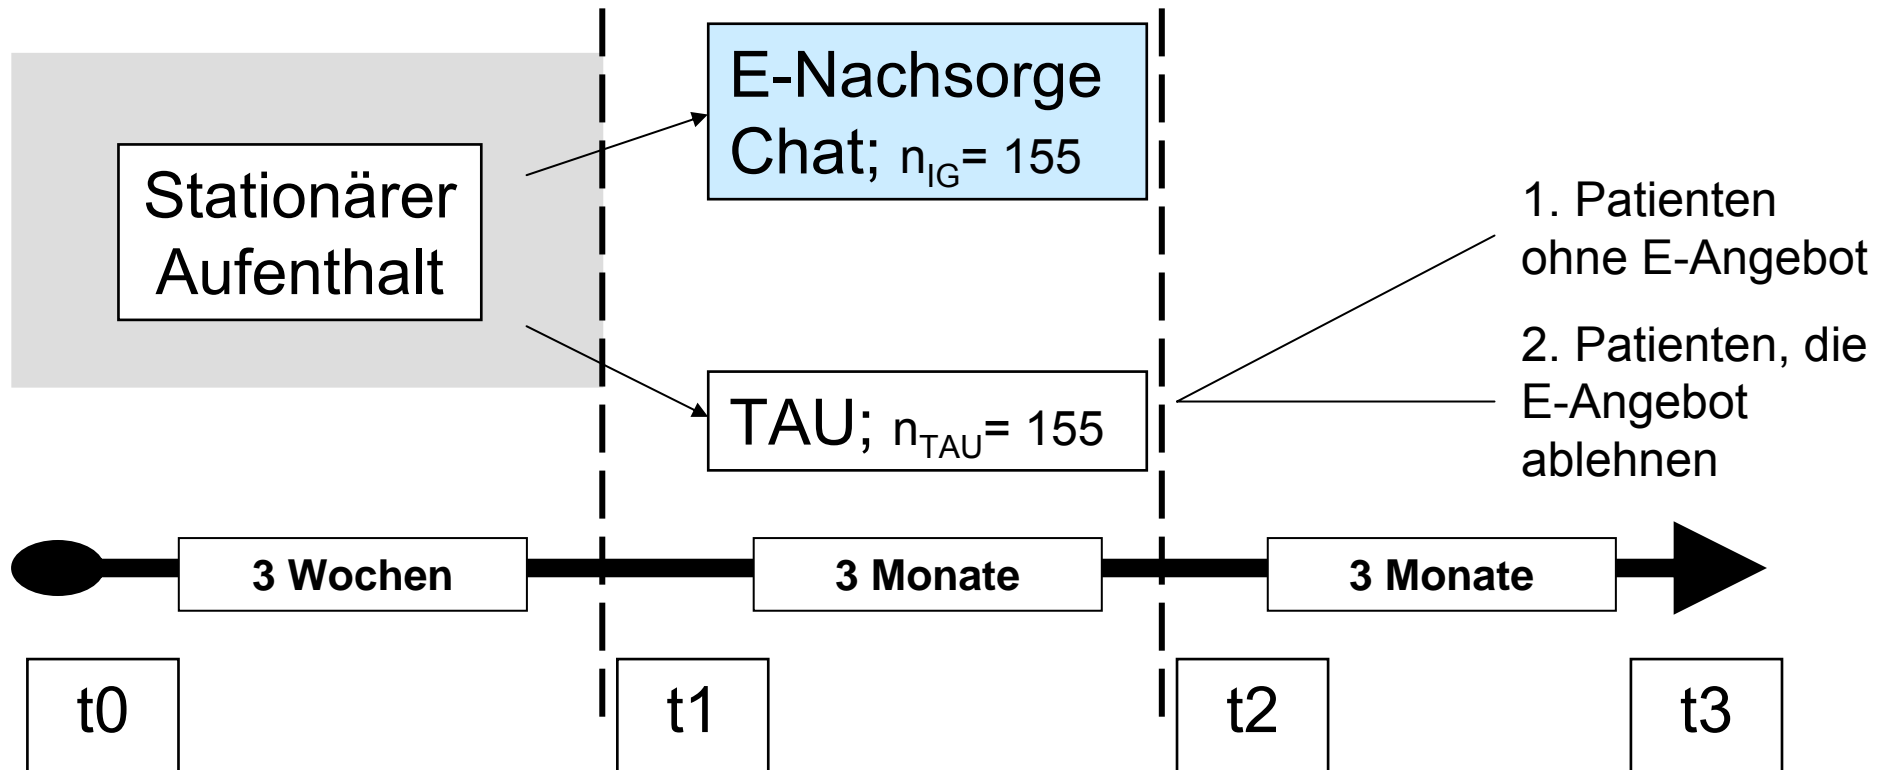 Stationärer
Aufenthalt
E-Nachsorge
Chat; nIG= 155
TAU; nTAU= 155
1. Patienten
ohne E-Angebot
2. Patienten, die
E-Angebot
ablehnen
3 Wochen
3 Monate
3 Monate
t0
t1
t2
t3